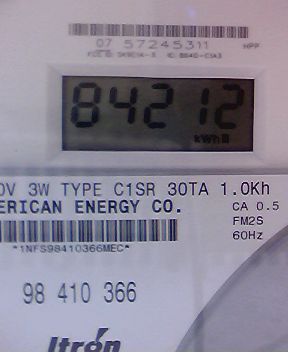 07 57245311 HPP
84212
kWh
0V 3W TYPE C1SR 30TA 1.0Kh
ERICAN ENERGY CO. CA 0.5
FM2S
60Hz
*1NFS98410366MEC*
98 410 366
Itron